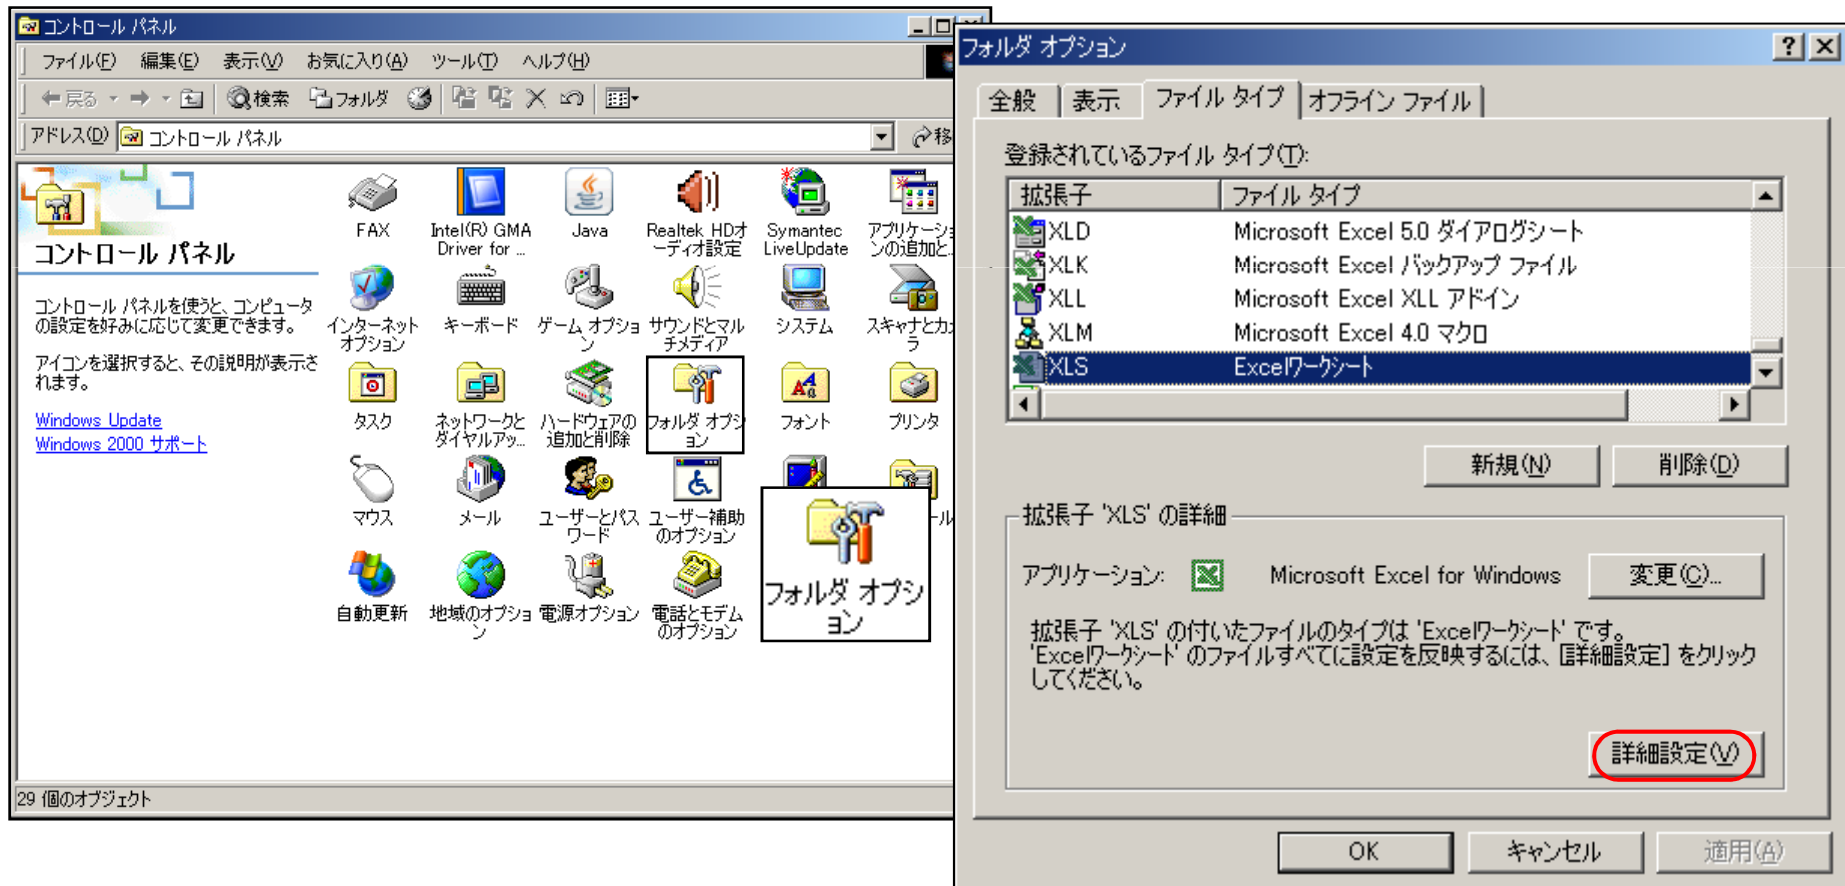 コントロール パネル
ファイル(F) 編集(E) 表示(V) お気に入り(A) ツール(T) ヘルプ(H)
戻る 検索 フォルダ
アドレス(D) コントロール パネル 移
コントロール パネル
コントロール パネルを使うと、コンピュータ
の設定を好みに応じて変更できます。
アイコンを選択すると、その説明が表示さ
れます。
Windows Update
Windows 2000 サポート
FAX
Intel(R) GMA
Driver for ...
Java
Realtek HDオ
ーディオ設定
Symantec
LiveUpdate
アプリケーショ
ンの追加と...
インターネット
オプション
キーボード
ゲーム オプショ
ン
サウンドとマル
チメディア
システム
スキャナとカメ
ラ
タスク
ネットワークと
ダイヤルアッ...
ハードウェアの
追加と削除
フォルダ オプシ
ョン
フォント
プリンタ
マウス
メール
ユーザーとパス
ワード
ユーザー補助
のオプション
ール
自動更新
地域のオプショ
ン
電源オプション
電話とモデム
のオプション
フォルダ オプシ
ョン
29 個のオブジェクト
フォルダ オプション
全般 表示 ファイル タイプ オフライン ファイル
登録されているファイル タイプ(T):
拡張子 ファイル タイプ
XLD Microsoft Excel 5.0 ダイアログシート
XLK Microsoft Excel バックアップ ファイル
XLL Microsoft Excel XLL アドイン
XLM Microsoft Excel 4.0 マクロ
XLS Excelワークシート
新規(N) 削除(D)
拡張子 'XLS' の詳細
アプリケーション: Microsoft Excel for Windows 変更(C)...
拡張子 'XLS' の付いたファイルのタイプは 'Excelワークシート' です。
'Excelワークシート' のファイルすべてに設定を反映するには、[詳細設定] をクリック
してください。
詳細設定(V)
OK キャンセル 適用(A)